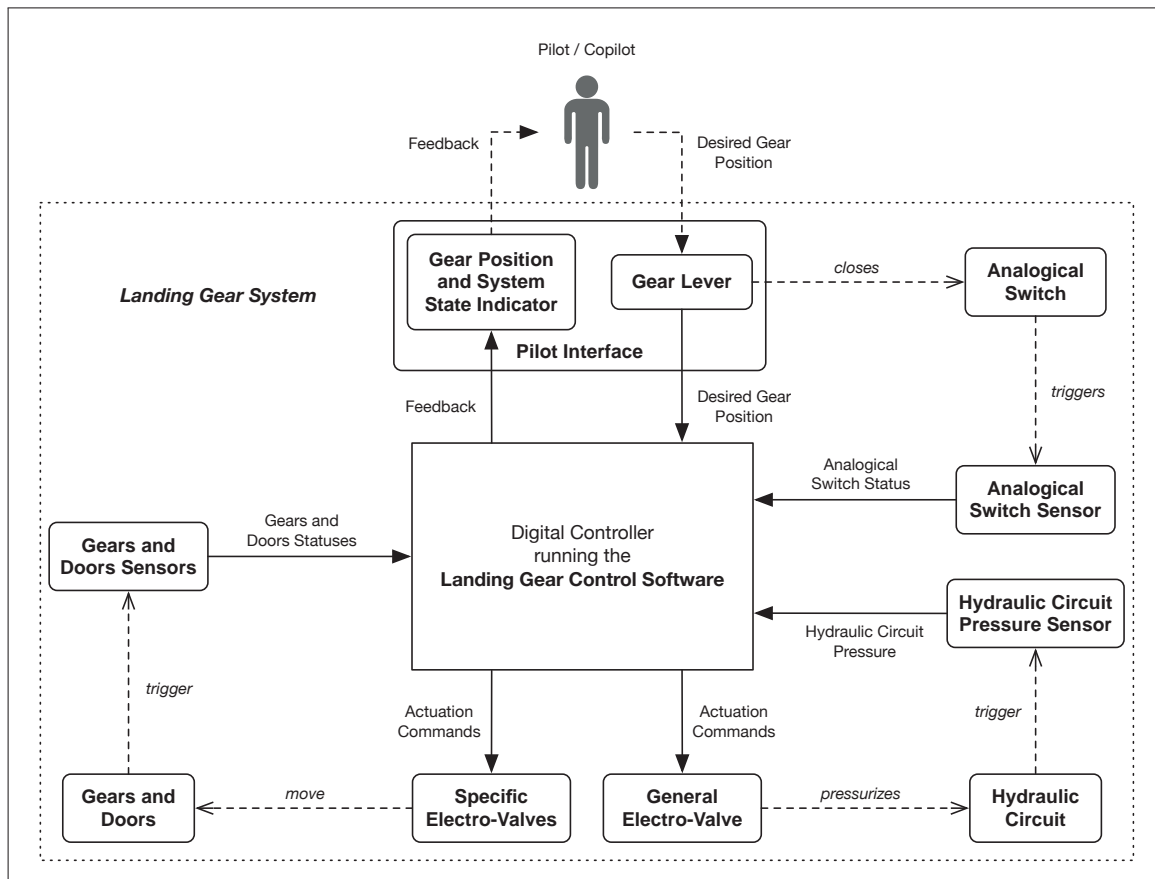 Pilot / Copilot
Feedback
Desired Gear
Position
Landing Gear System
Gear Position
and System
State Indicator
Gear Lever
Pilot Interface
closes
Analogical
Switch
triggers
Feedback
Desired Gear
Position
Analogical
Switch Status
Analogical
Switch Sensor
Gears and
Doors Sensors
Gears and
Doors Statuses
Digital Controller
running the
Landing Gear Control Software
Hydraulic Circuit
Pressure Sensor
Hydraulic Circuit
Pressure
trigger
Actuation
Commands
Actuation
Commands
trigger
Gears and
Doors
move
Specific
Electro-Valves
General
Electro-Valve
pressurizes
Hydraulic
Circuit